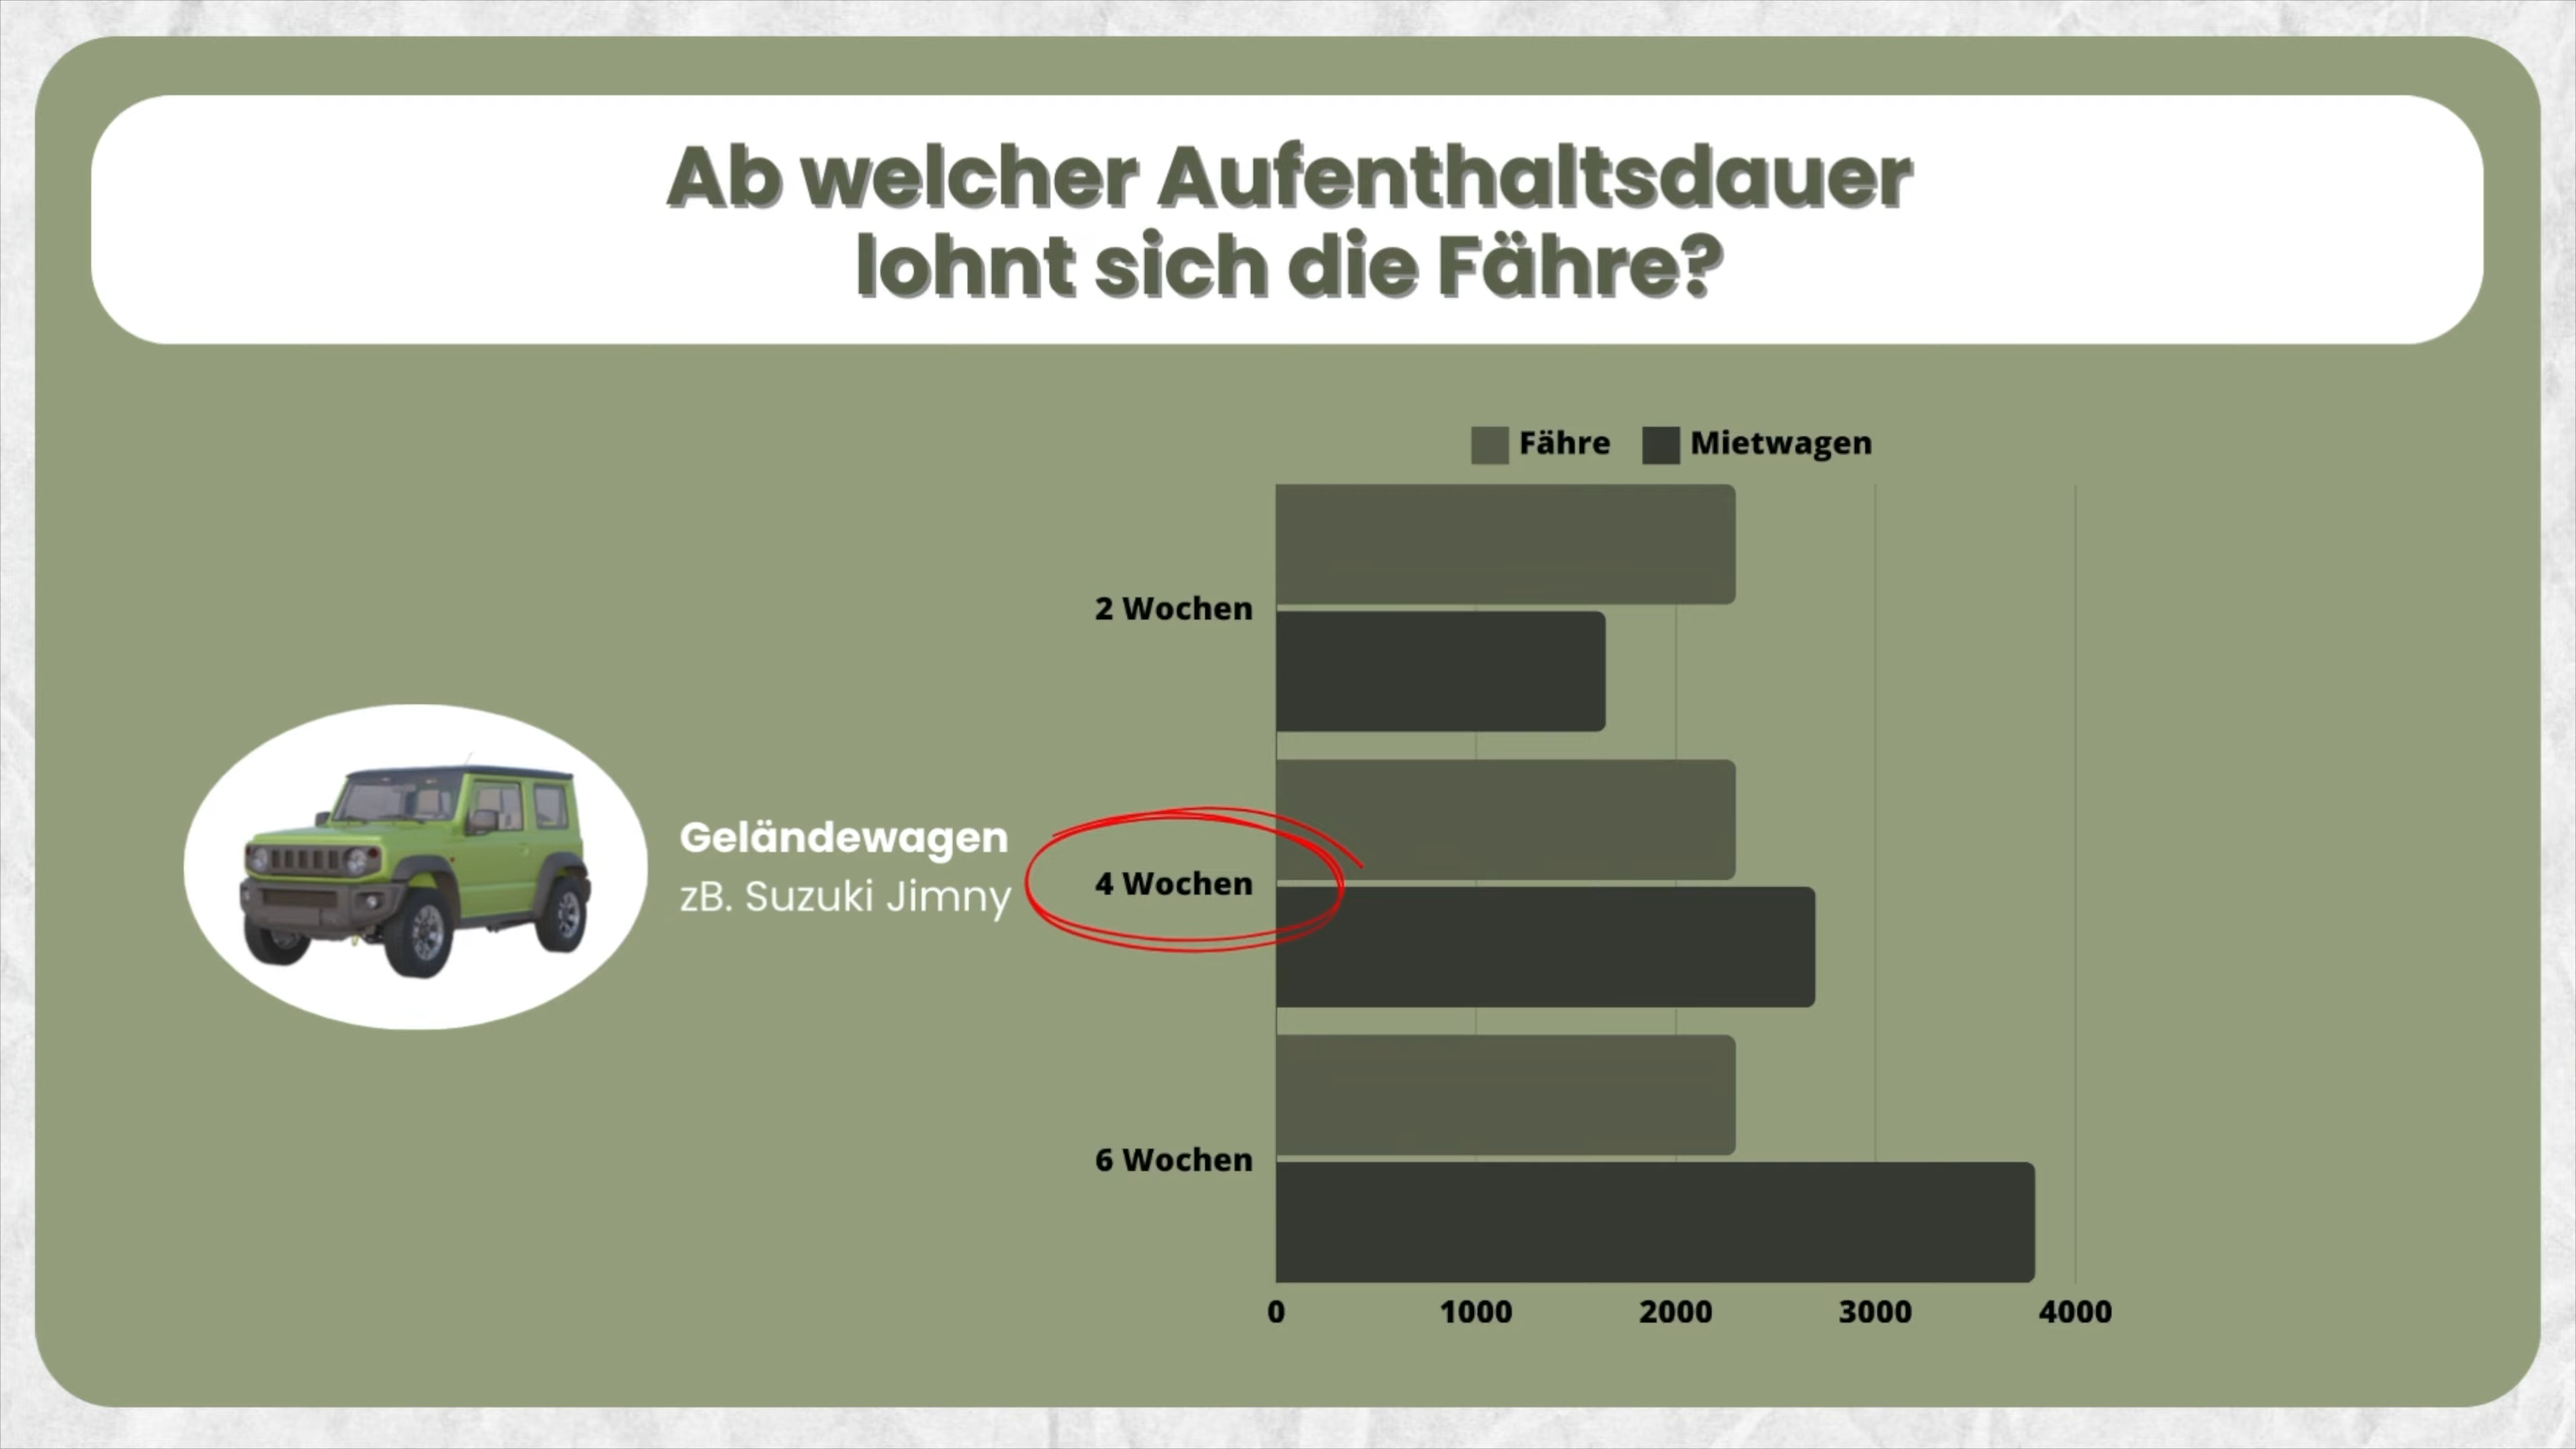 Ab welcher Aufenthaltsdauer
lohnt sich die Fähre?
Fähre
Mietwagen
2 Wochen
Geländewagen
zB. Suzuki Jimny
4 Wochen
6 Wochen
0 1000 2000 3000 4000